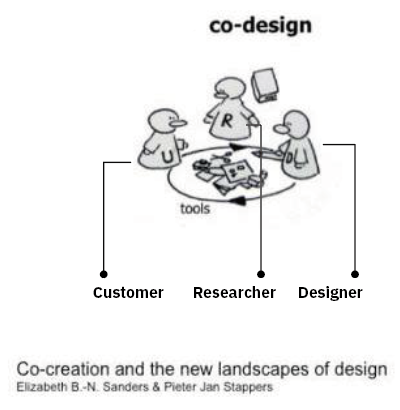 co-design
R
U
D
tools
Customer Researcher Designer
Co-creation and the new landscapes of design
Elizabeth B.-N. Sanders & Pieter Jan Stappers